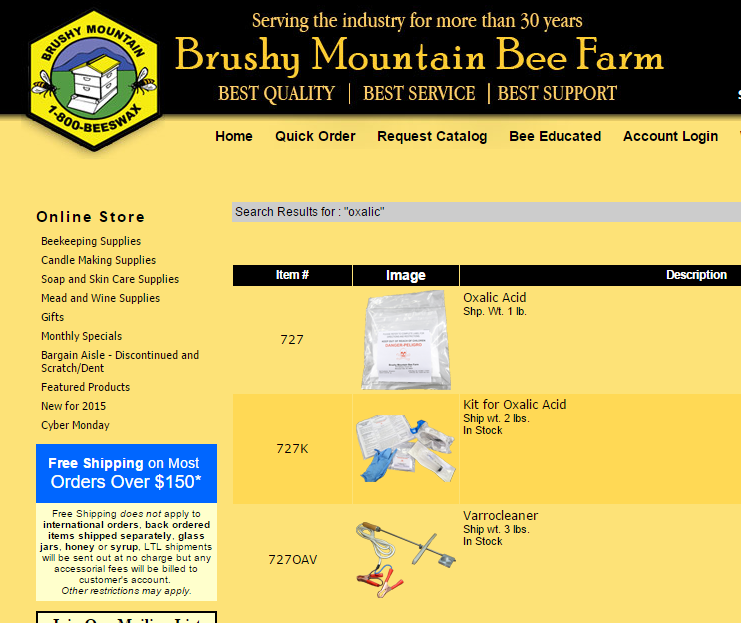 Serving the industry for more than 30 years
Brushy Mountain Bee Farm
BEST QUALITY | BEST SERVICE | BEST SUPPORT
BRUSHY MOUNTAIN
1-800-BEESWAX
Home Quick Order Request Catalog Bee Educated Account Login
Online Store
Beekeeping Supplies
Candle Making Supplies
Soap and Skin Care Supplies
Mead and Wine Supplies
Gifts
Monthly Specials
Bargain Aisle - Discontinued and
Scratch/Dent
Featured Products
New for 2015
Cyber Monday
Free Shipping on Most
Orders Over $150*
Free Shipping does not apply to
international orders, back ordered
items shipped separately, glass
jars, honey or syrup, LTL shipments
will be sent out at no charge but any
accessorial fees will be billed to
customer's account.
Other restrictions may apply.
Join Our Mailing List
Search Results for : "oxalic"
Item # Image Description
727
Oxalic Acid
Shp. Wt. 1 lb.
DANGER-PELIGRO
727K
Kit for Oxalic Acid
Ship wt. 2 lbs.
In Stock
727OAV
Varrocleaner
Ship wt. 3 lbs.
In Stock